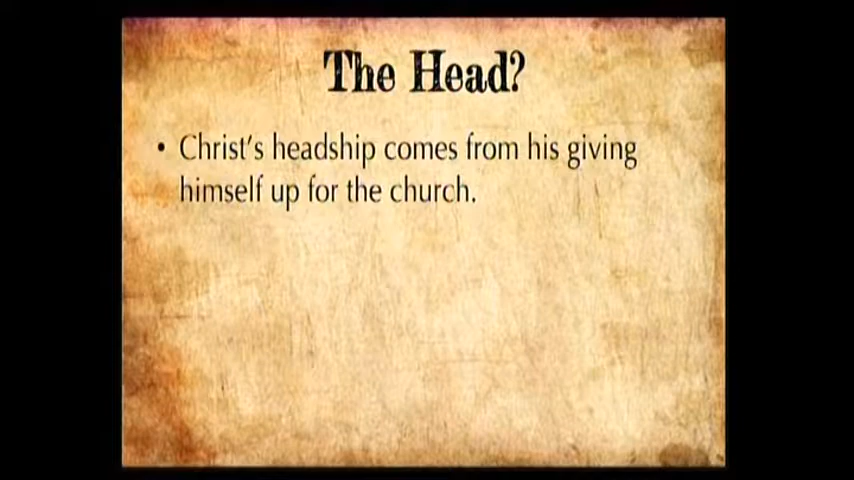 The Head?
• Christ's headship comes from his giving
himself up for the church.